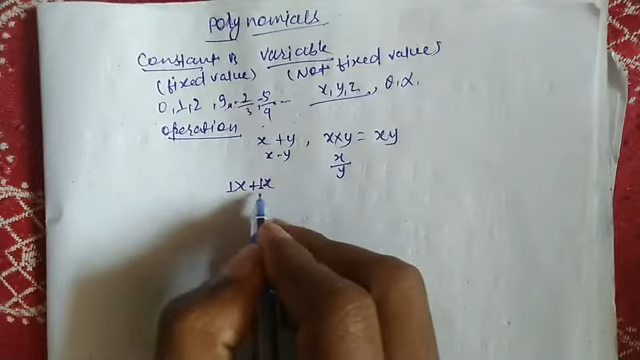 Polynomials
Constant & variable
(fixed value) (Not fixed value)
0, 1, 2, 9, -2/3, 5/4 -- x, y, z, θ, α.
operation x + y , x × y = xy
x - y x/y
1x + 1x